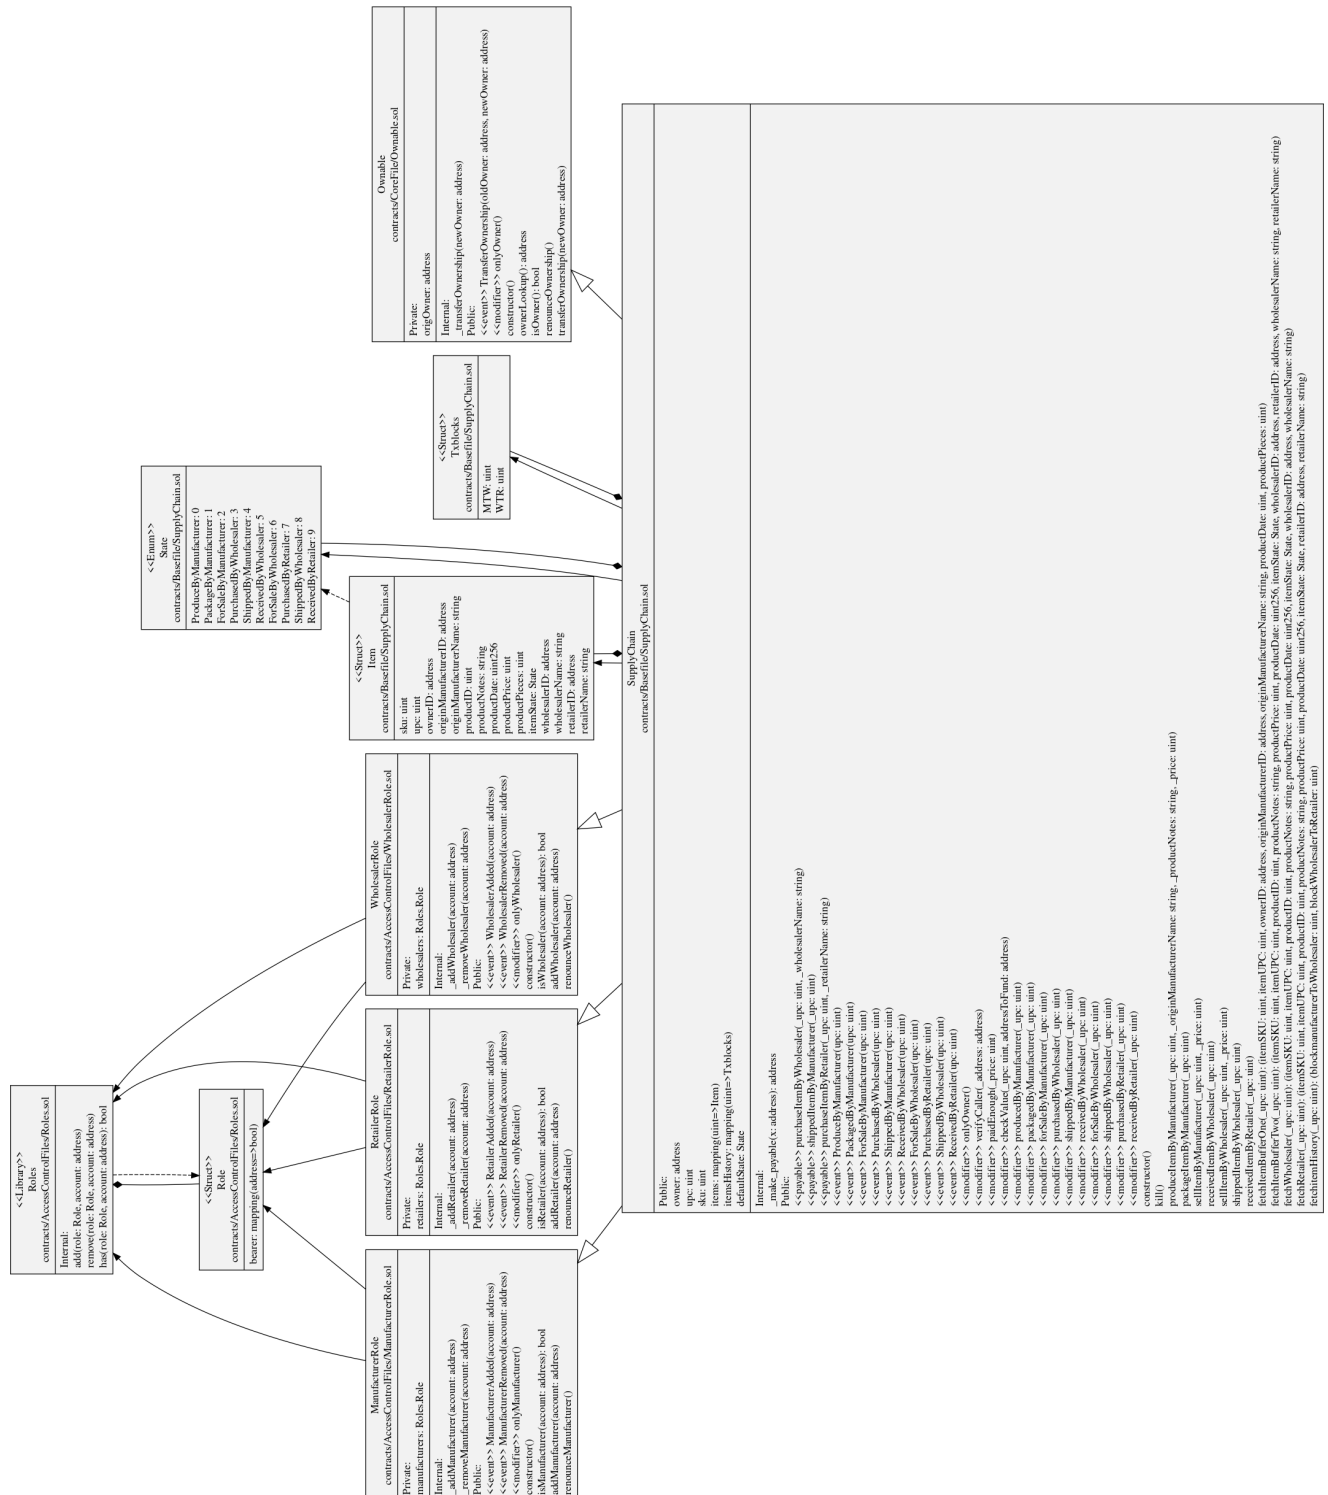 <<Library>>
Roles
contracts/AccessControlFiles/Roles.sol
Internal:
add(role: Role, account: address)
remove(role: Role, account: address)
has(role: Role, account: address): bool
<<Struct>>
Role
contracts/AccessControlFiles/Roles.sol
bearer: mapping(address=>bool)
<<Enum>>
State
contracts/Basefile/SupplyChain.sol
ProduceByManufacturer: 0
PackageByManufacturer: 1
ForSaleByManufacturer: 2
PurchasedByWholesaler: 3
ShippedByManufacturer: 4
ReceivedByWholesaler: 5
ForSaleByWholesaler: 6
PurchasedByRetailer: 7
ShippedByWholesaler: 8
ReceivedByRetailer: 9
ManufacturerRole
contracts/AccessControlFiles/ManufacturerRole.sol
Private:
manufacturers: Roles.Role
Internal:
_addManufacturer(account: address)
_removeManufacturer(account: address)
Public:
<<event>> ManufacturerAdded(account: address)
<<event>> ManufacturerRemoved(account: address)
<<modifier>> onlyManufacturer()
constructor()
isManufacturer(account: address): bool
addManufacturer(account: address)
renounceManufacturer()
RetailerRole
contracts/AccessControlFiles/RetailerRole.sol
Private:
retailers: Roles.Role
Internal:
_addRetailer(account: address)
_removeRetailer(account: address)
Public:
<<event>> RetailerAdded(account: address)
<<event>> RetailerRemoved(account: address)
<<modifier>> onlyRetailer()
constructor()
isRetailer(account: address): bool
addRetailer(account: address)
renounceRetailer()
WholesalerRole
contracts/AccessControlFiles/WholesalerRole.sol
Private:
wholesalers: Roles.Role
Internal:
_addWholesaler(account: address)
_removeWholesaler(account: address)
Public:
<<event>> WholesalerAdded(account: address)
<<event>> WholesalerRemoved(account: address)
<<modifier>> onlyWholesaler()
constructor()
isWholesaler(account: address): bool
addWholesaler(account: address)
renounceWholesaler()
<<Struct>>
Item
contracts/Basefile/SupplyChain.sol
sku: uint
upc: uint
ownerID: address
originManufacturerID: address
originManufacturerName: string
productID: uint
productNotes: string
productDate: uint256
productPrice: uint
productPieces: uint
itemState: State
wholesalerID: address
wholesalerName: string
retailerID: address
retailerName: string
<<Struct>>
Txblocks
contracts/Basefile/SupplyChain.sol
MTW: uint
WTR: uint
Ownable
contracts/CoreFile/Ownable.sol
Private:
origOwner: address
Internal:
_transferOwnership(newOwner: address)
Public:
<<event>> TransferOwnership(oldOwner: address, newOwner: address)
<<modifier>> onlyOwner()
constructor()
ownerLookup(): address
isOwner(): bool
renounceOwnership()
transferOwnership(newOwner: address)
SupplyChain
contracts/Basefile/SupplyChain.sol
Public:
owner: address
upc: uint
sku: uint
items: mapping(uint=>Item)
itemsHistory: mapping(uint=>Txblocks)
defaultState: State
Internal:
_make_payable(x: address): address
Public:
<<payable>> purchaseItemByWholesaler(_upc: uint, _wholesalerName: string)
<<payable>> shippedItemByManufacturer(_upc: uint)
<<payable>> purchaseItemByRetailer(_upc: uint, _retailerName: string)
<<event>> ProduceByManufacturer(upc: uint)
<<event>> PackagedByManufacturer(upc: uint)
<<event>> ForSaleByManufacturer(upc: uint)
<<event>> PurchasedByWholesaler(upc: uint)
<<event>> ShippedByManufacturer(upc: uint)
<<event>> ReceivedByWholesaler(upc: uint)
<<event>> ForSaleByWholesaler(upc: uint)
<<event>> PurchasedByRetailer(upc: uint)
<<event>> ShippedByWholesaler(upc: uint)
<<event>> ReceivedByRetailer(upc: uint)
<<modifier>> onlyOwner()
<<modifier>> verifyCaller(_address: address)
<<modifier>> paidEnough(_price: uint)
<<modifier>> checkValue(_upc: uint, addressToFund: address)
<<modifier>> producedByManufacturer(_upc: uint)
<<modifier>> packagedByManufacturer(_upc: uint)
<<modifier>> forSaleByManufacturer(_upc: uint)
<<modifier>> purchasedByWholesaler(_upc: uint)
<<modifier>> shippedByManufacturer(_upc: uint)
<<modifier>> receivedByWholesaler(_upc: uint)
<<modifier>> forSaleByWholesaler(_upc: uint)
<<modifier>> shippedByWholesaler(_upc: uint)
<<modifier>> purchasedByRetailer(_upc: uint)
<<modifier>> receivedByRetailer(_upc: uint)
constructor()
kill()
produceItemByManufacturer(_upc: uint, _originManufacturerName: string, _productNotes: string, _price: uint)
packageItemByManufacturer(_upc: uint)
sellItemByManufacturer(_upc: uint, _price: uint)
receivedItemByWholesaler(_upc: uint)
sellItemByWholesaler(_upc: uint, _price: uint)
shippedItemByWholesaler(_upc: uint)
receivedItemByRetailer(_upc: uint)
fetchItemBufferOne(_upc: uint): (itemSKU: uint, itemUPC: uint, ownerID: address, originManufacturerID: address, originManufacturerName: string, productDate: uint, productPieces: uint)
fetchItemBufferTwo(_upc: uint): (itemSKU: uint, itemUPC: uint, productID: uint, productNotes: string, productPrice: uint, productDate: uint256, itemState: State, wholesalerID: address, retailerID: address, wholesalerName: string, retailerName: string)
fetchWholesaler(_upc: uint): (itemSKU: uint, itemUPC: uint, productID: uint, productNotes: string, productPrice: uint, productDate: uint256, itemState: State, wholesalerID: address, wholesalerName: string)
fetchRetailer(_upc: uint): (itemSKU: uint, itemUPC: uint, productID: uint, productNotes: string, productPrice: uint, productDate: uint256, itemState: State, retailerID: address, retailerName: string)
fetchitemHistory(_upc: uint): (blockmanufacturerToWholesaler: uint, blockWholesalerToRetailer: uint)